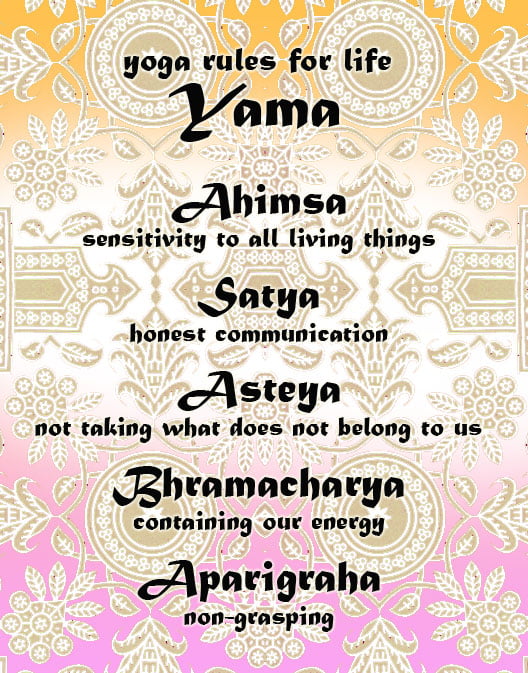 yoga rules for life
Yama
Ahimsa
sensitivity to all living things
Satya
honest communication
Asteya
not taking what does not belong to us
Bhramacharya
containing our energy
Aparigraha
non-grasping